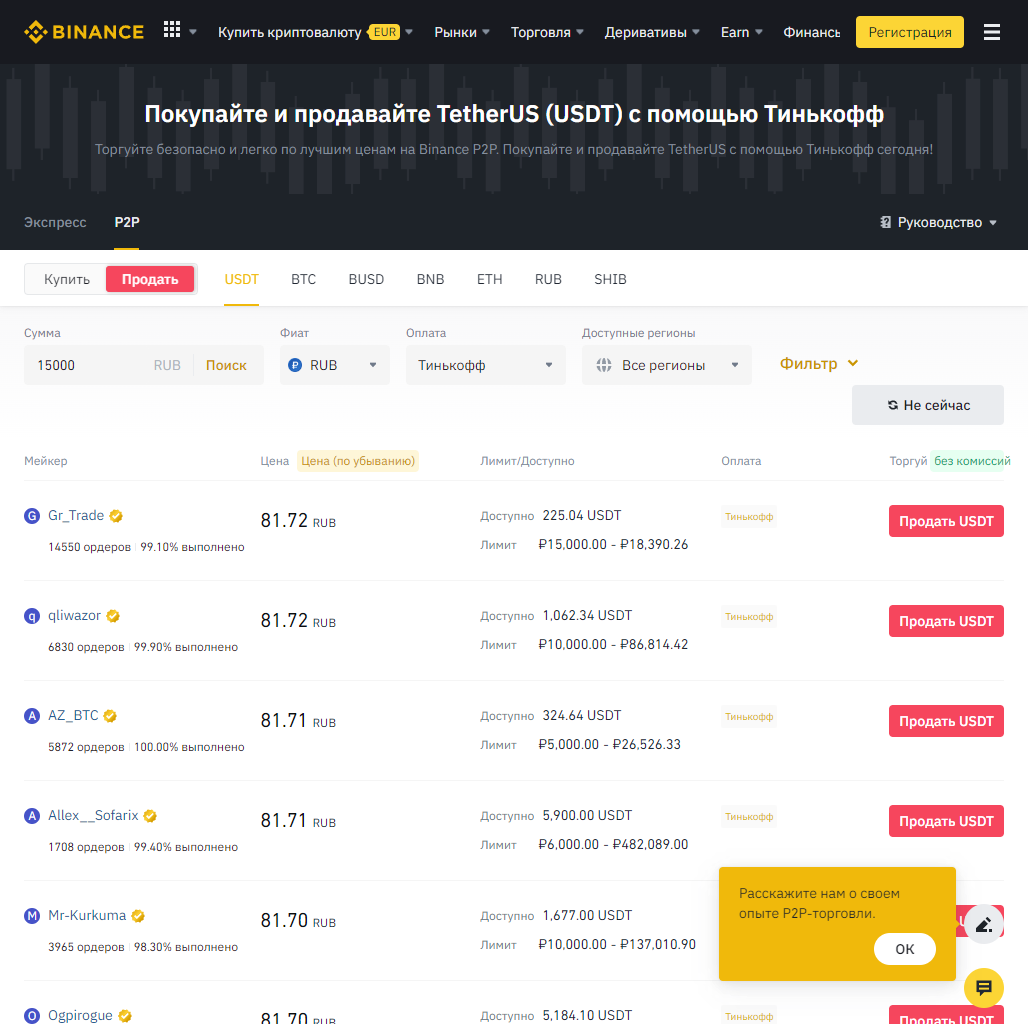 BINANCE Купить криптовалюту EUR Рынки Торговля Деривативы Earn Финансы Регистрация
Покупайте и продавайте TetherUS (USDT) с помощью Тинькофф
Торгуйте безопасно и легко по лучшим ценам на Binance P2P. Покупайте и продавайте TetherUS с помощью Тинькофф сегодня!
Экспресс P2P Руководство
Купить Продать USDT BTC BUSD BNB ETH RUB SHIB
Сумма Фиат Оплата Доступные регионы
15000 RUB Поиск ₽ RUB Тинькофф Все регионы Фильтр
Не сейчас
Мейкер Цена Цена (по убыванию) Лимит/Доступно Оплата Торгуй без комиссий
G Gr_Trade 81.72 RUB Доступно 225.04 USDT Тинькофф Продать USDT
14550 ордеров 99.10% выполнено Лимит ₽15,000.00 - ₽18,390.26
q qliwazor 81.72 RUB Доступно 1,062.34 USDT Тинькофф Продать USDT
6830 ордеров 99.90% выполнено Лимит ₽10,000.00 - ₽86,814.42
A AZ_BTC 81.71 RUB Доступно 324.64 USDT Тинькофф Продать USDT
5872 ордеров 100.00% выполнено Лимит ₽5,000.00 - ₽26,526.33
A Allex__Sofarix 81.71 RUB Доступно 5,900.00 USDT Тинькофф Продать USDT
1708 ордеров 99.40% выполнено Лимит ₽6,000.00 - ₽482,089.00
M Mr-Kurkuma 81.70 RUB Доступно 1,677.00 USDT
3965 ордеров 98.30% выполнено Лимит ₽10,000.00 - ₽137,010.90
Расскажите нам о своем
опыте P2P-торговли.
ОК
O Ogpirogue 81.70 RUB Доступно 5,184.10 USDT Тинькофф Продать USDT